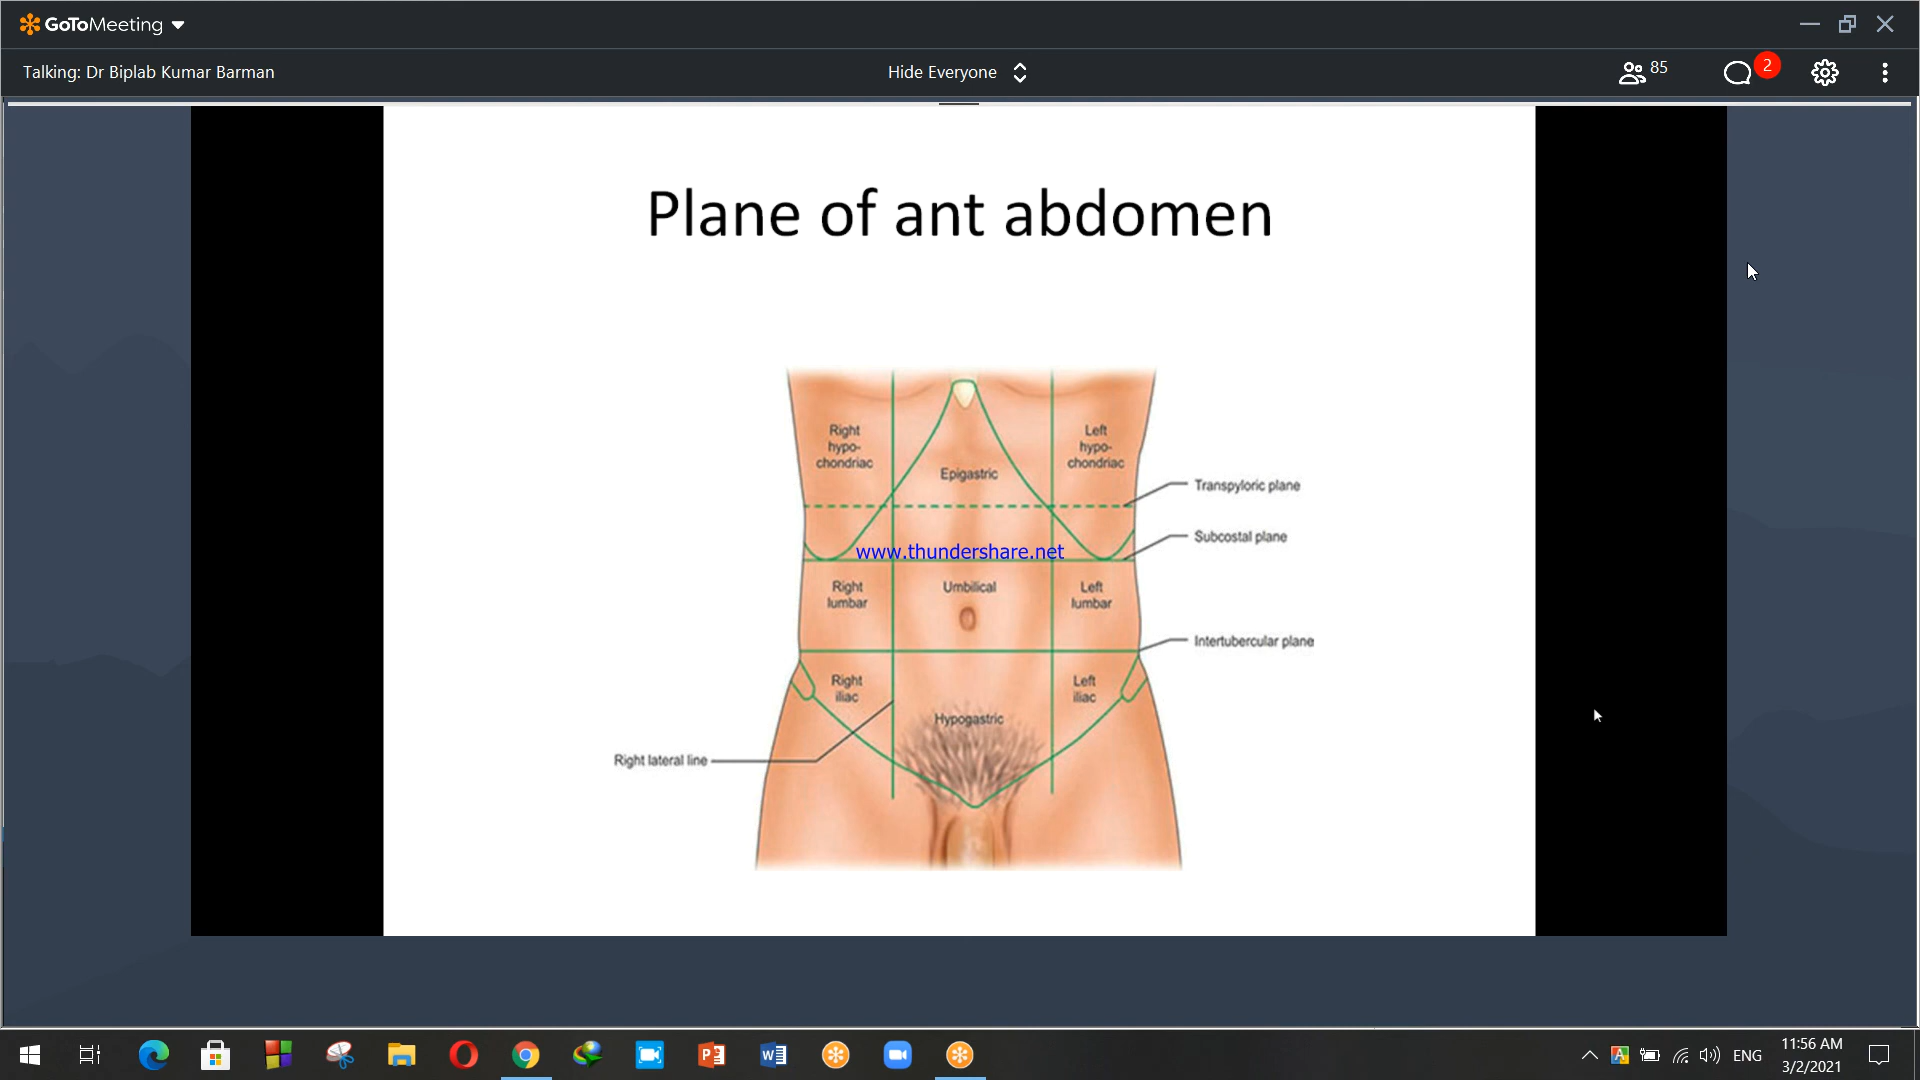 GoToMeeting
Talking: Dr Biplab Kumar Barman
Hide Everyone
85
2
Plane of ant abdomen
Right
hypo-
chondriac
Epigastric
Left
hypo-
chondriac
Transpyloric plane
Subcostal plane
www.thundershare.net
Right
lumbar
Umbilical
Left
lumbar
Intertubercular plane
Right
iliac
Left
iliac
Hypogastric
Right lateral line
ENG
11:56 AM
3/2/2021